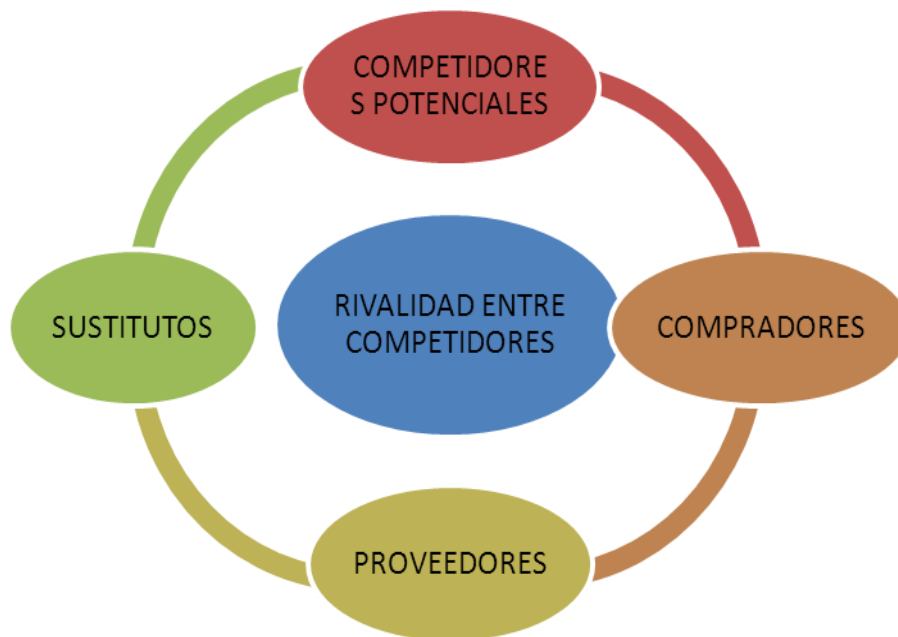 COMPETIDORE
S POTENCIALES
SUSTITUTOS
RIVALIDAD ENTRE
COMPETIDORES
COMPRADORES
PROVEEDORES